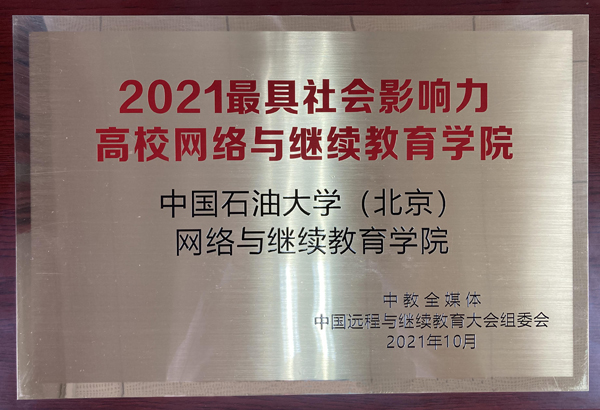 2021最具社会影响力
高校网络与继续教育学院
中国石油大学（北京）
网络与继续教育学院
中教全媒体
中国远程与继续教育大会组委会
2021年10月